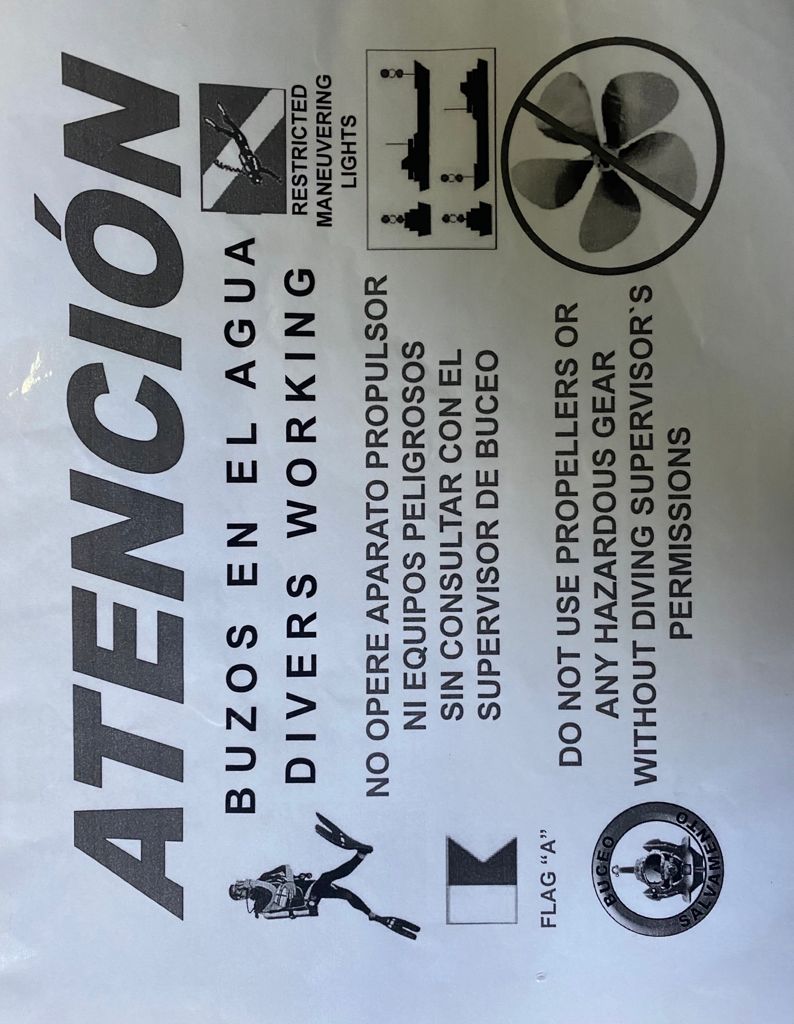 ATENCIÓN
BUZOS EN EL AGUA
DIVERS WORKING
RESTRICTED
MANEUVERING
LIGHTS
NO OPERE APARATO PROPULSOR
NI EQUIPOS PELIGROSOS
SIN CONSULTAR CON EL
SUPERVISOR DE BUCEO
FLAG “A”
DO NOT USE PROPELLERS OR
ANY HAZARDOUS GEAR
WITHOUT DIVING SUPERVISOR`S
PERMISSIONS
BUCEO
SALVAMENTO